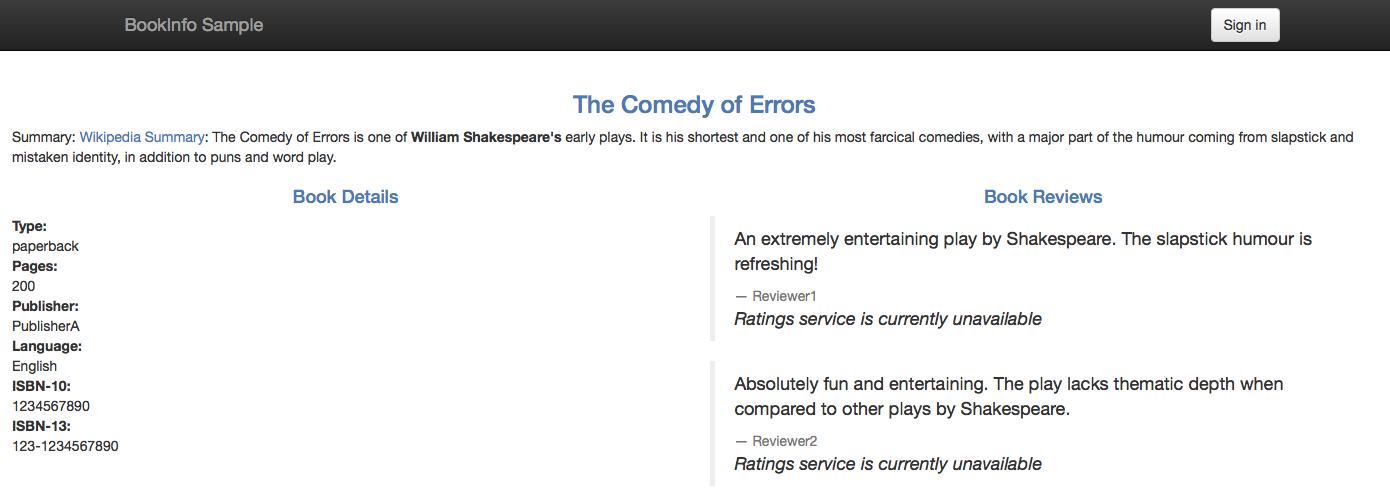 BookInfo Sample
Sign in
The Comedy of Errors
Summary: Wikipedia Summary: The Comedy of Errors is one of William Shakespeare's early plays. It is his shortest and one of his most farcical comedies, with a major part of the humour coming from slapstick and
mistaken identity, in addition to puns and word play.
Book Details
Type:
paperback
Pages:
200
Publisher:
PublisherA
Language:
English
ISBN-10:
1234567890
ISBN-13:
123-1234567890
Book Reviews
An extremely entertaining play by Shakespeare. The slapstick humour is
refreshing!
— Reviewer1
Ratings service is currently unavailable
Absolutely fun and entertaining. The play lacks thematic depth when
compared to other plays by Shakespeare.
— Reviewer2
Ratings service is currently unavailable